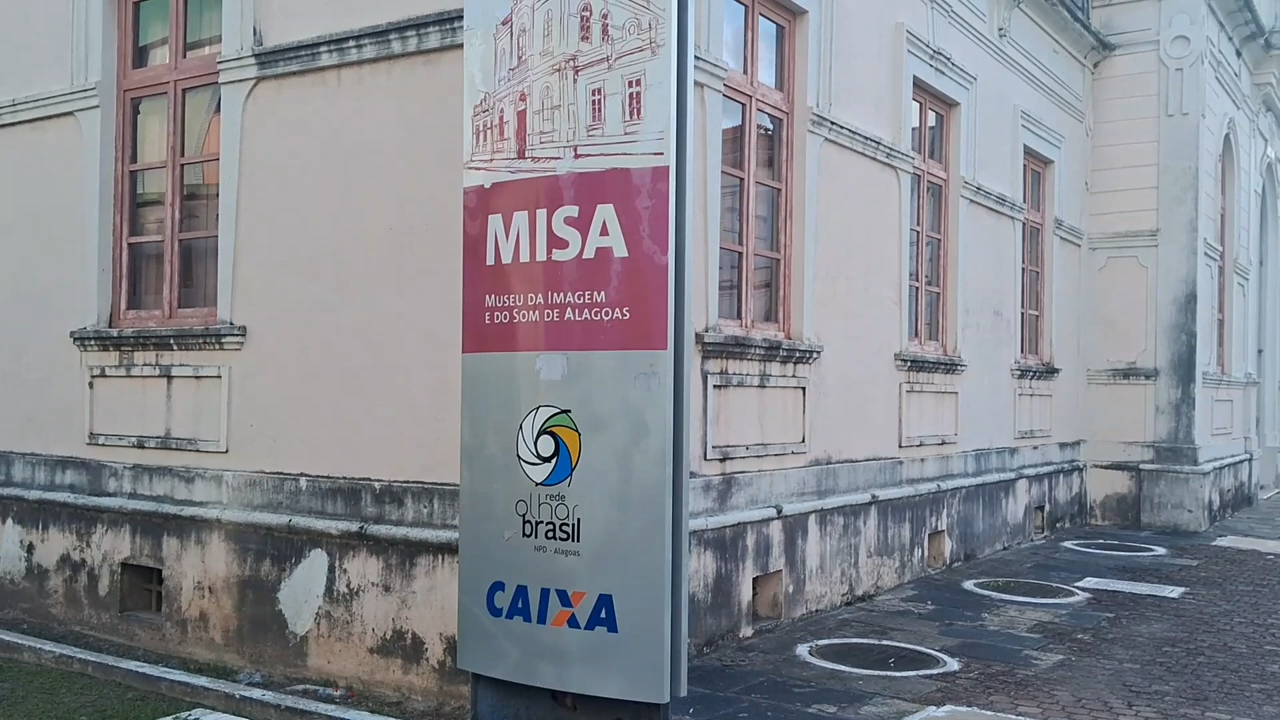 MISA
MUSEU DA IMAGEM
E DO SOM DE ALAGOAS
rede
olhar
brasil
NPD - Alagoas
CAIXA